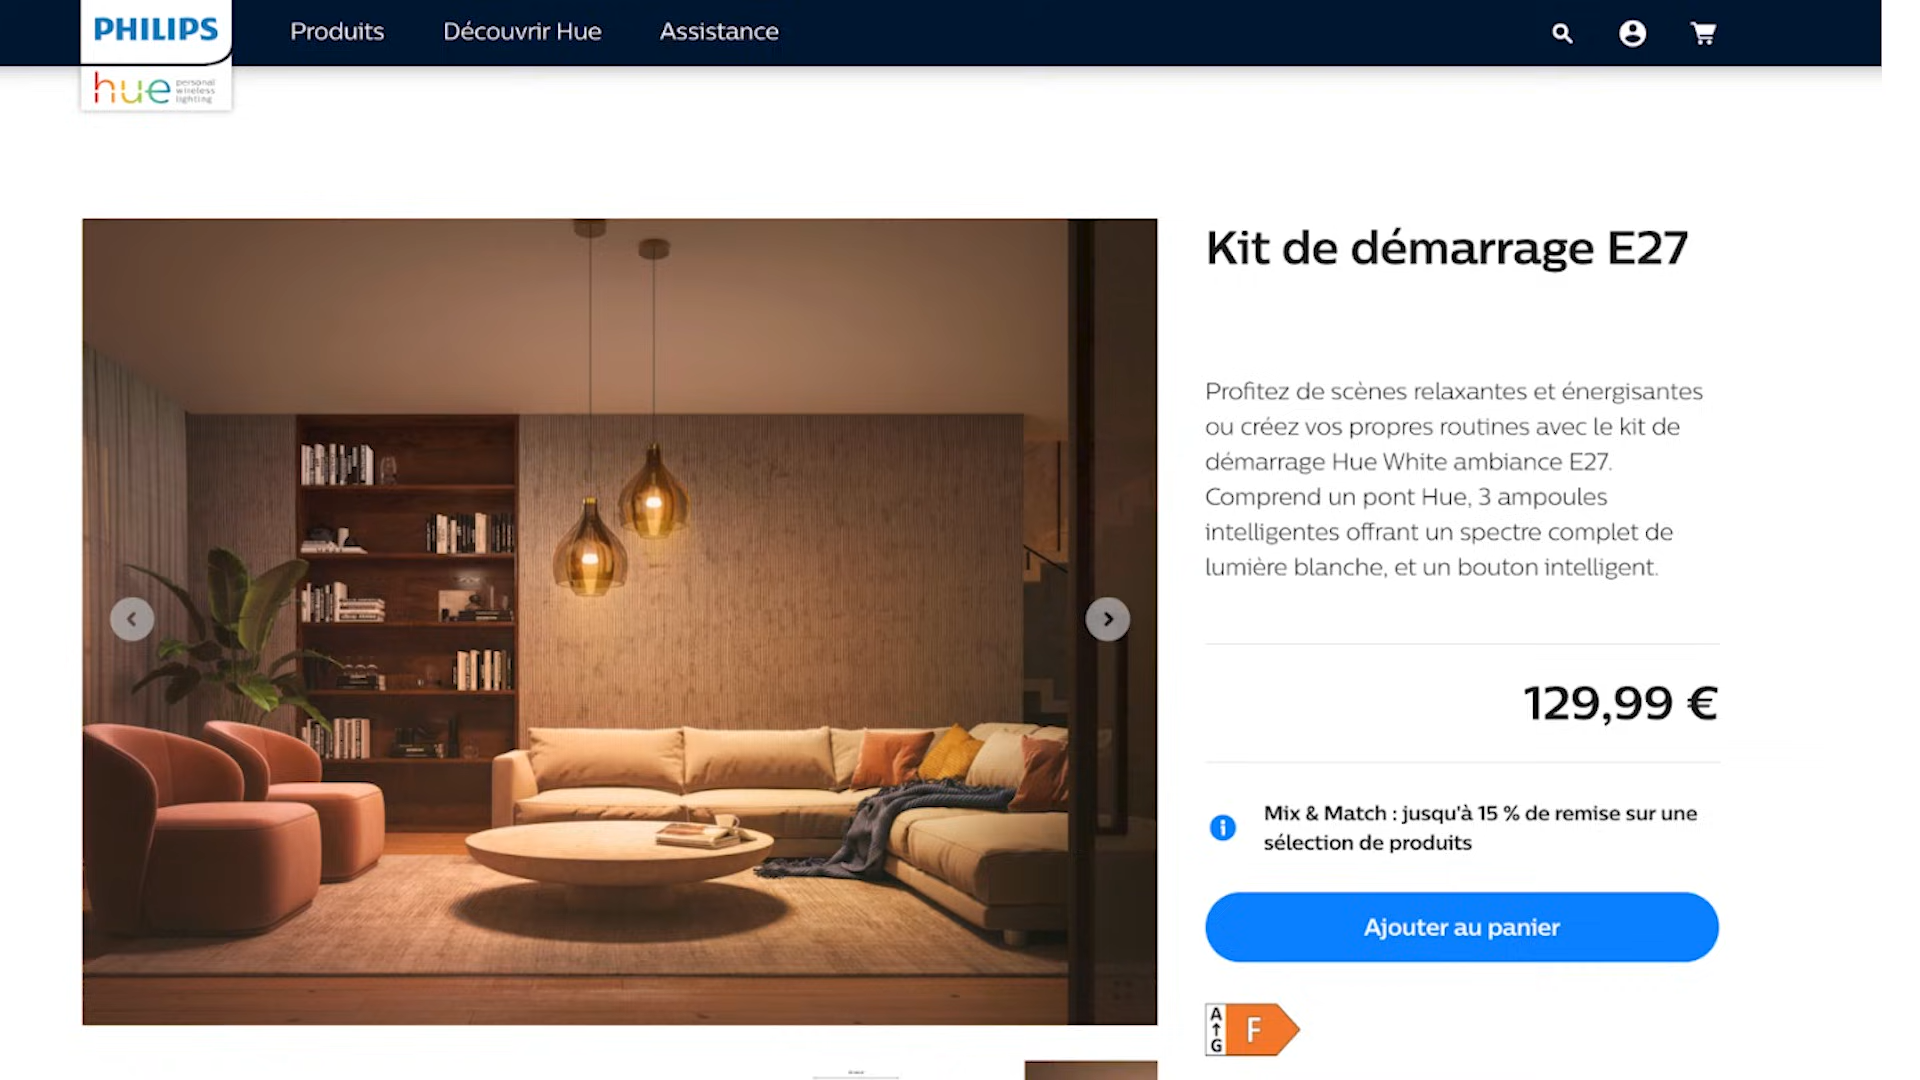 PHILIPS
hue personal wireless lighting
Produits
Découvrir Hue
Assistance
Kit de démarrage E27
Profitez de scènes relaxantes et énergisantes
ou créez vos propres routines avec le kit de
démarrage Hue White ambiance E27.
Comprend un pont Hue, 3 ampoules
intelligentes offrant un spectre complet de
lumière blanche, et un bouton intelligent.
129,99 €
Mix & Match : jusqu'à 15 % de remise sur une
sélection de produits
Ajouter au panier
A
G
F